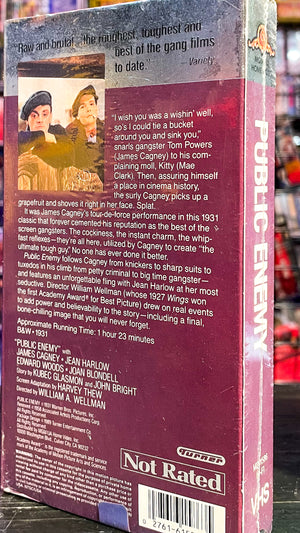 "Raw and brutal...the roughest, toughest and
best of the gang films
to date."
Variety
"I wish you was a wishin' well,
so's I could tie a bucket
around you and sink you,"
snarls gangster Tom Powers
(James Cagney) to his com-
plaining moll, Kitty (Mae
Clark). Then, assuring himself
a place in cinema history,
the surly Cagney picks up a
grapefruit and shoves it right in her face. Splat.
It was James Cagney's tour-de-force performance in this 1931
classic that forever cemented his reputation as the best of the
screen gangsters. The cockiness, the instant charm, the whip-
fast reflexes—they're all here, utilized by Cagney to create "the
ultimate tough guy." No one has ever done it better.
Public Enemy follows Cagney from knickers to sharp suits to
tuxedos in his climb from petty criminal to big time gangster—
and features an unforgettable fling with Jean Harlow at her most
seductive. Director William Wellman (whose 1927 Wings won
the first Academy Award® for Best Picture) drew on real events
to add power and believability to the story—including a final,
bone-chilling image that you will never forget.
Approximate Running Time: 1 hour 23 minutes
B&W • 1931
"PUBLIC ENEMY" with
JAMES CAGNEY • JEAN HARLOW
EDWARD WOODS • JOAN BLONDELL
Story by KUBEC GLASMON and JOHN BRIGHT
Screen Adaptation by HARVEY THEW
Directed by WILLIAM A. WELLMAN
TURNER
Not Rated
PUBLIC ENEMY
VHS